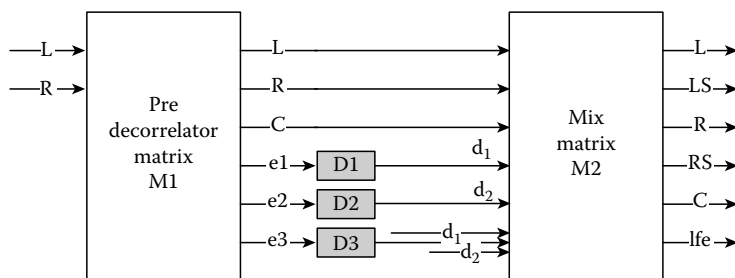 L L L
R Pre decorrelator matrix M1 R Mix matrix M2 LS
C R
e1 D1 d1 RS
e2 D2 d2 C
e3 D3 d1 lfe
d2